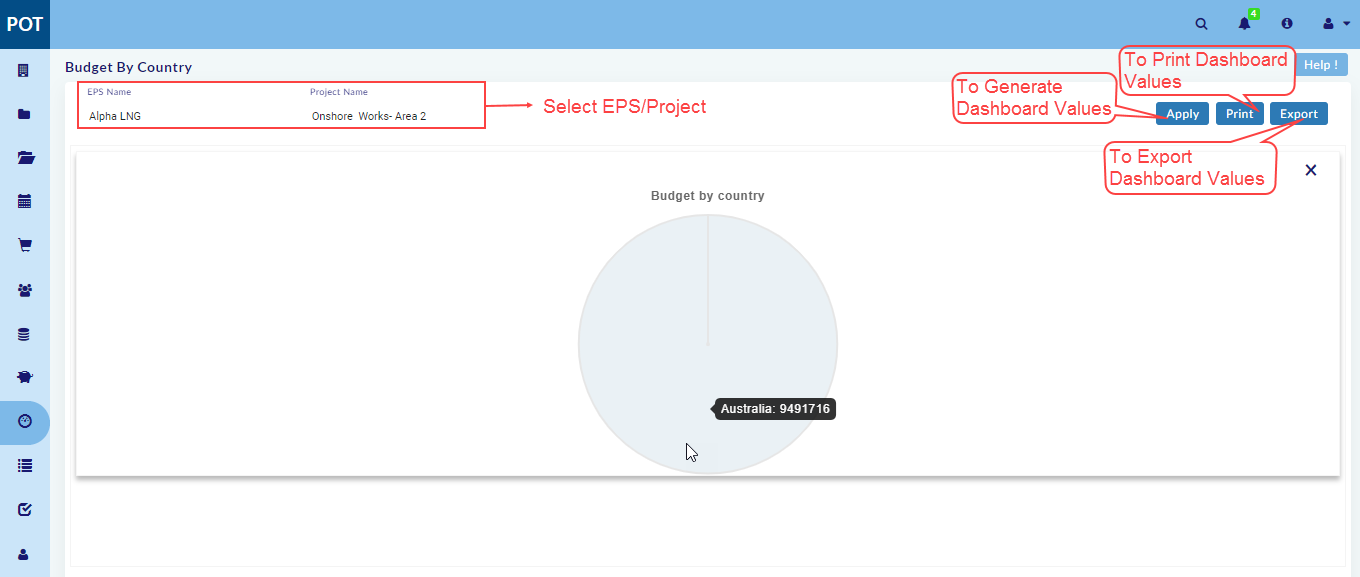 POT
4
Budget By Country
Help !
To Print Dashboard
Values
EPS Name
Project Name
Alpha LNG
Onshore Works- Area 2
Select EPS/Project
To Generate
Dashboard Values
Apply
Print
Export
To Export
Dashboard Values
Budget by country
Australia: 9491716